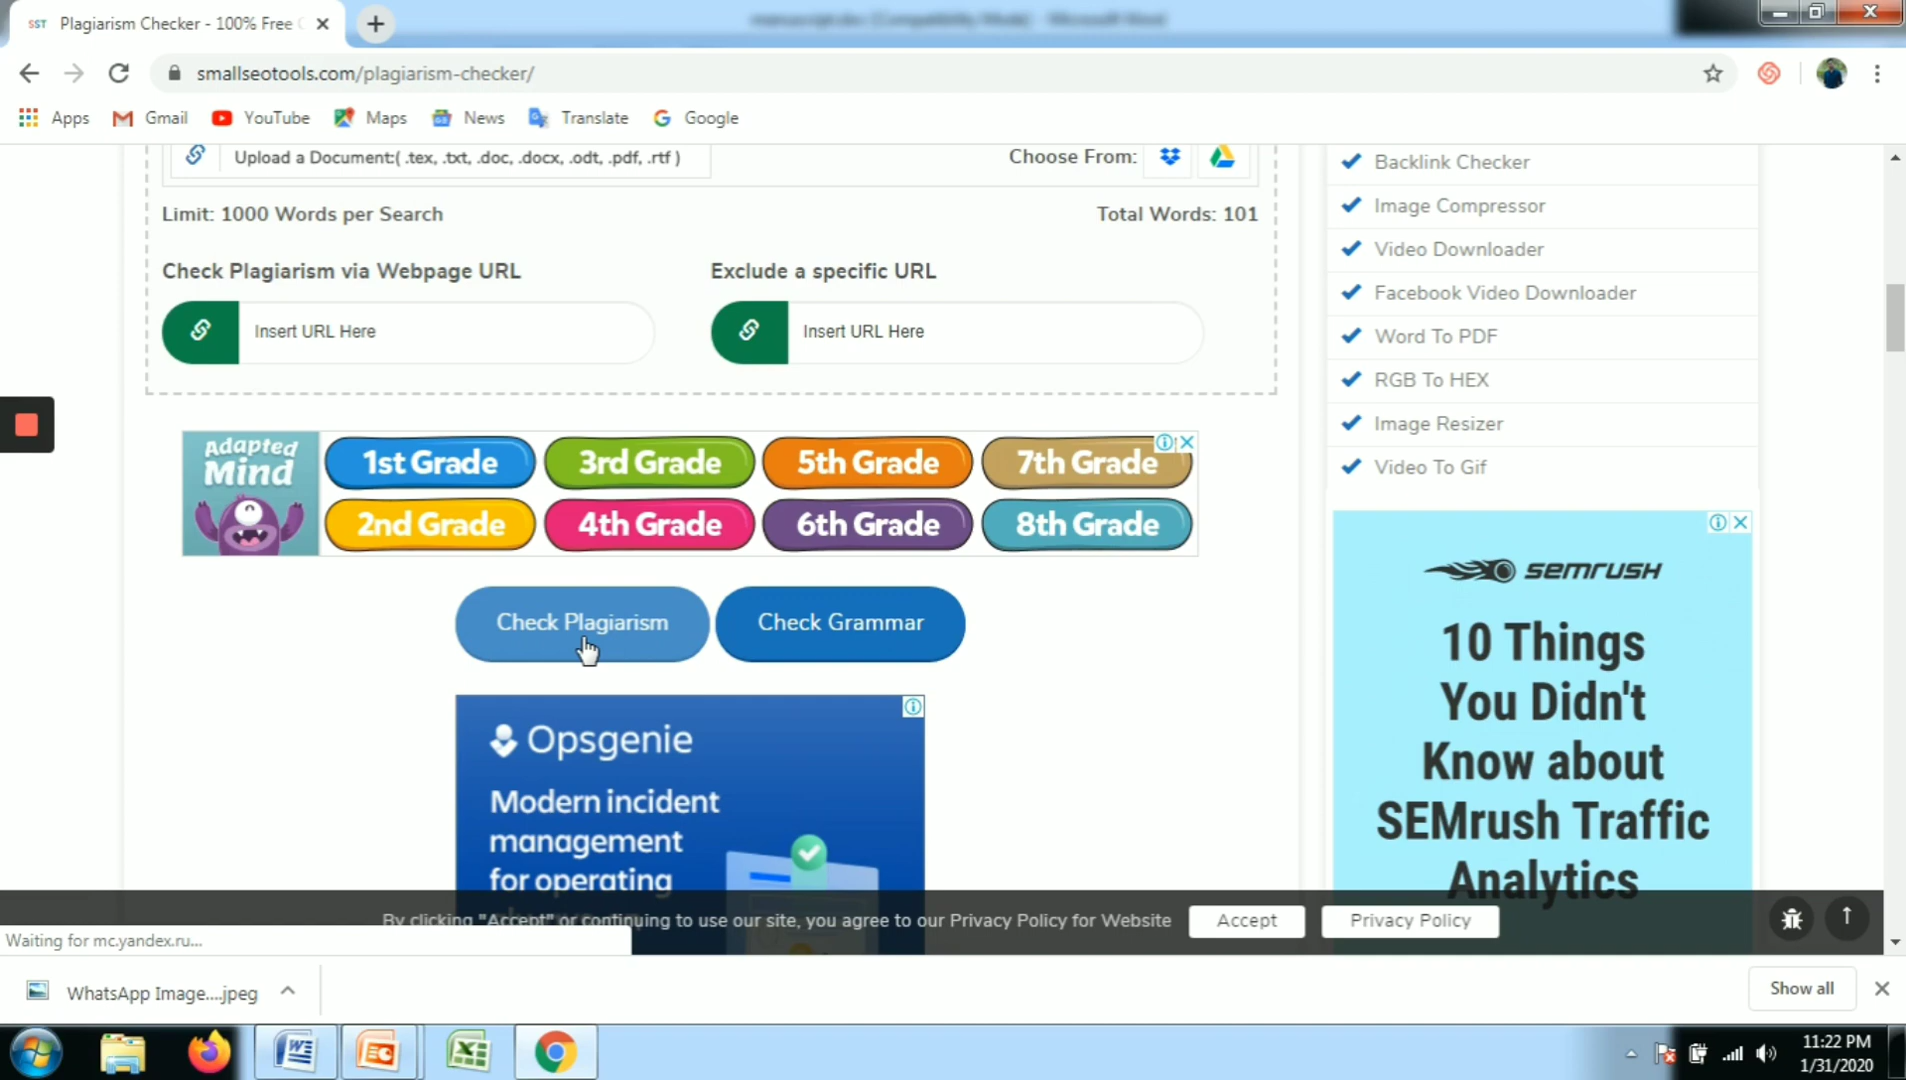 manuscript.doc [Compatibility Mode] - Microsoft Word
SST Plagiarism Checker - 100% Free
smallseotools.com/plagiarism-checker/
Apps Gmail YouTube Maps News Translate Google
Upload a Document:( .tex, .txt, .doc, .docx, .odt, .pdf, .rtf )
Choose From:
Limit: 1000 Words per Search
Total Words: 101
Check Plagiarism via Webpage URL
Exclude a specific URL
Insert URL Here
Insert URL Here
Adapted
Mind
1st Grade 3rd Grade 5th Grade 7th Grade
2nd Grade 4th Grade 6th Grade 8th Grade
Check Plagiarism
Check Grammar
Opsgenie
Modern incident
management
for operating
Backlink Checker
Image Compressor
Video Downloader
Facebook Video Downloader
Word To PDF
RGB To HEX
Image Resizer
Video To Gif
SEMRUSH
10 Things
You Didn't
Know about
SEMrush Traffic
Analytics
By clicking "Accept" or continuing to use our site, you agree to our Privacy Policy for Website
Accept
Privacy Policy
Waiting for mc.yandex.ru...
WhatsApp Image....jpeg
Show all
11:22 PM
1/31/2020